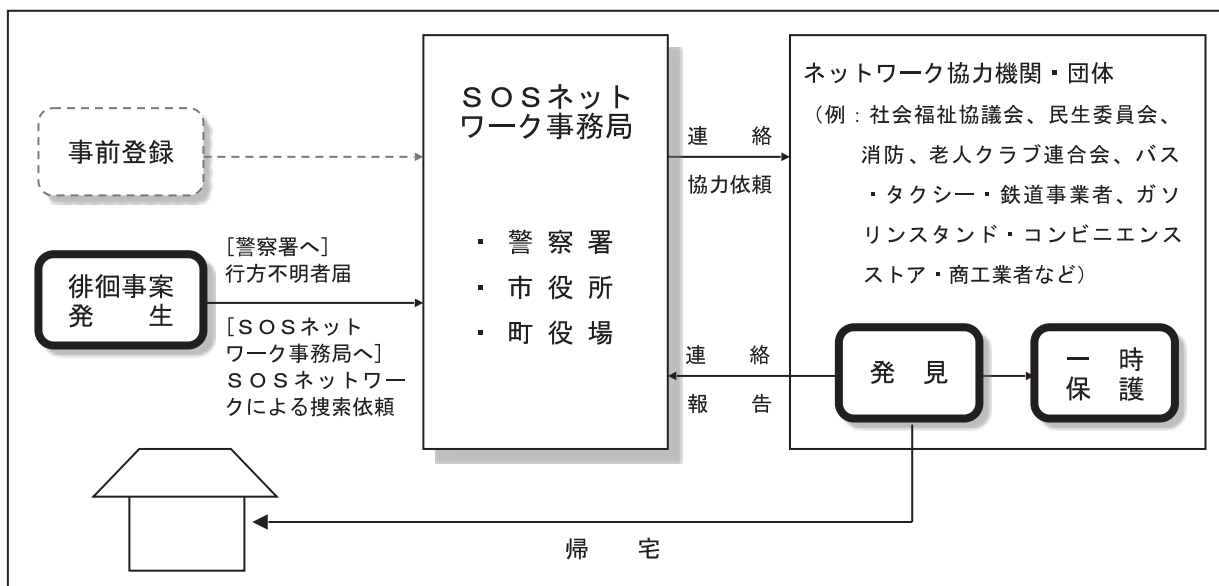 事前登録
徘徊事案
発生
[警察署へ]
行方不明者届
[ＳＯＳネット
ワーク事務局へ]
ＳＯＳネットワー
クによる捜索依頼
ＳＯＳネット
ワーク事務局
・警察署
・市役所
・町役場
連絡
協力依頼
連絡
報告
ネットワーク協力機関・団体
（例：社会福祉協議会、民生委員会、
消防、老人クラブ連合会、バス
・タクシー・鉄道事業者、ガソ
リンスタンド・コンビニエンス
ストア・商工業者など）
発見
一時
保護
帰宅